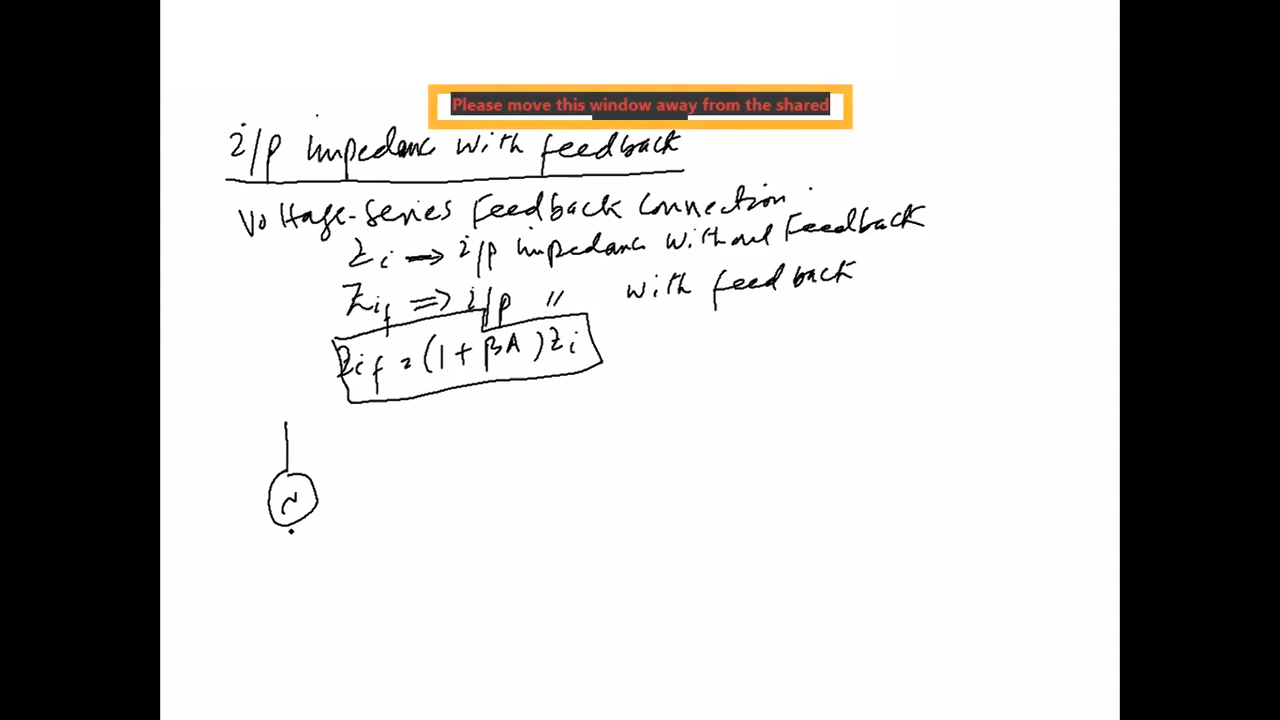 Please move this window away from the shared
i/p impedance with feedback
Voltage-Series Feedback Connection.
Zi → i/p impedance without Feedback
Zif ⇒ i/p " with feedback
Zif = (1 + βA) Zi
~